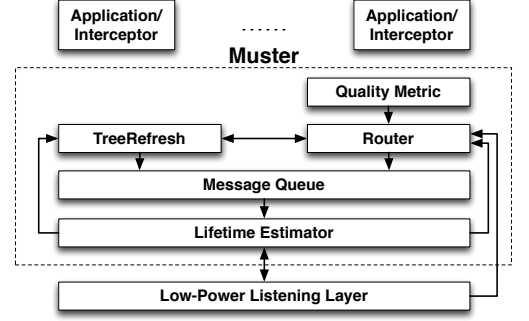 Application/
Interceptor
......
Application/
Interceptor
Muster
Quality Metric
TreeRefresh
Router
Message Queue
Lifetime Estimator
Low-Power Listening Layer